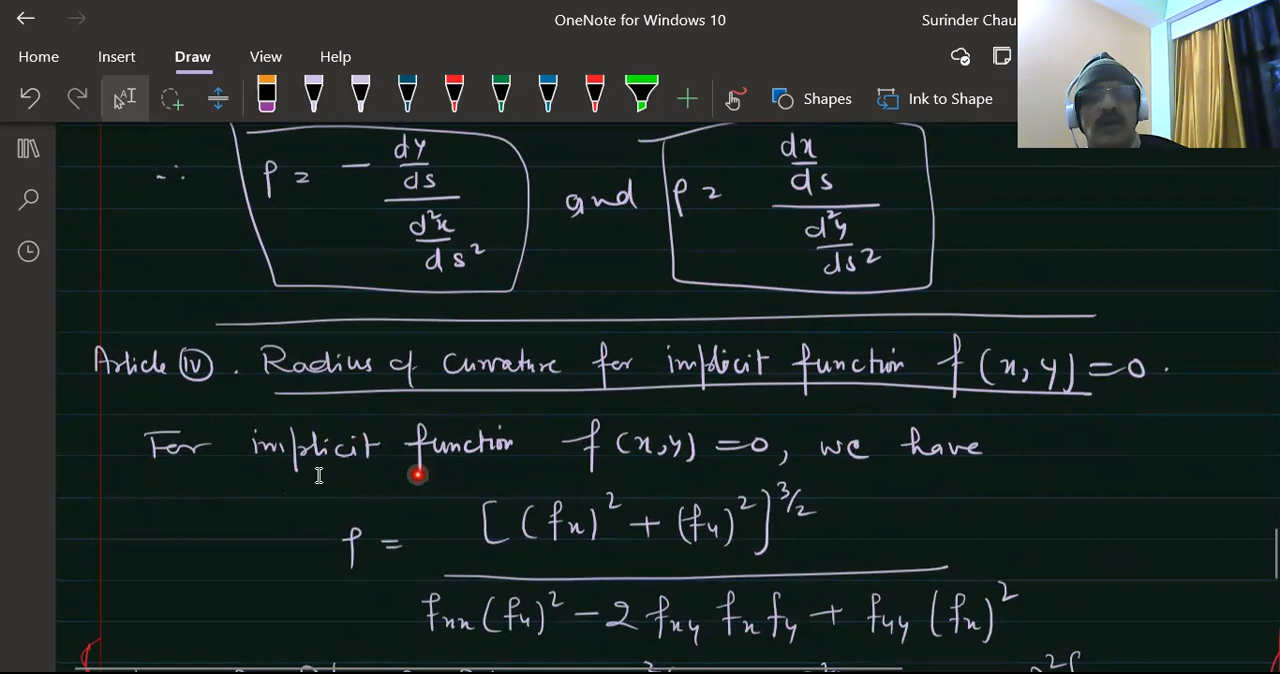 OneNote for Windows 10
Surinder Chau
Home Insert Draw View Help
Shapes Ink to Shape
∴ ρ = - (dy/ds)/(d²x/ds²) and ρ = (dx/ds)/(d²y/ds²)
Article (iv). Radius of curvature for implicit function f(x,y)=0.
For implicit function f(x,y)=0, we have
ρ = [(fx)² + (fy)²]^3/2
fxx(fy)² - 2 fxy fx fy + fyy (fx)²